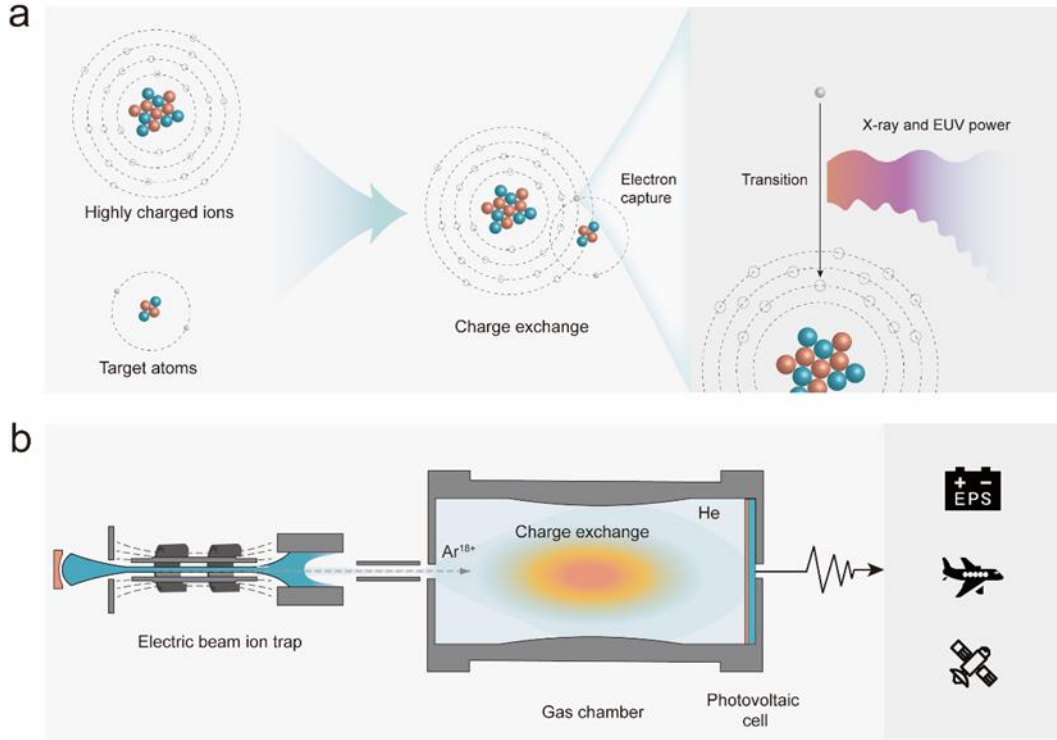 a
Highly charged ions
Target atoms
Charge exchange
Electron
capture
Transition
X-ray and EUV power
b
Electric beam ion trap
Ar18+
Charge exchange
He
Gas chamber
Photovoltaic
cell
+ −
EPS